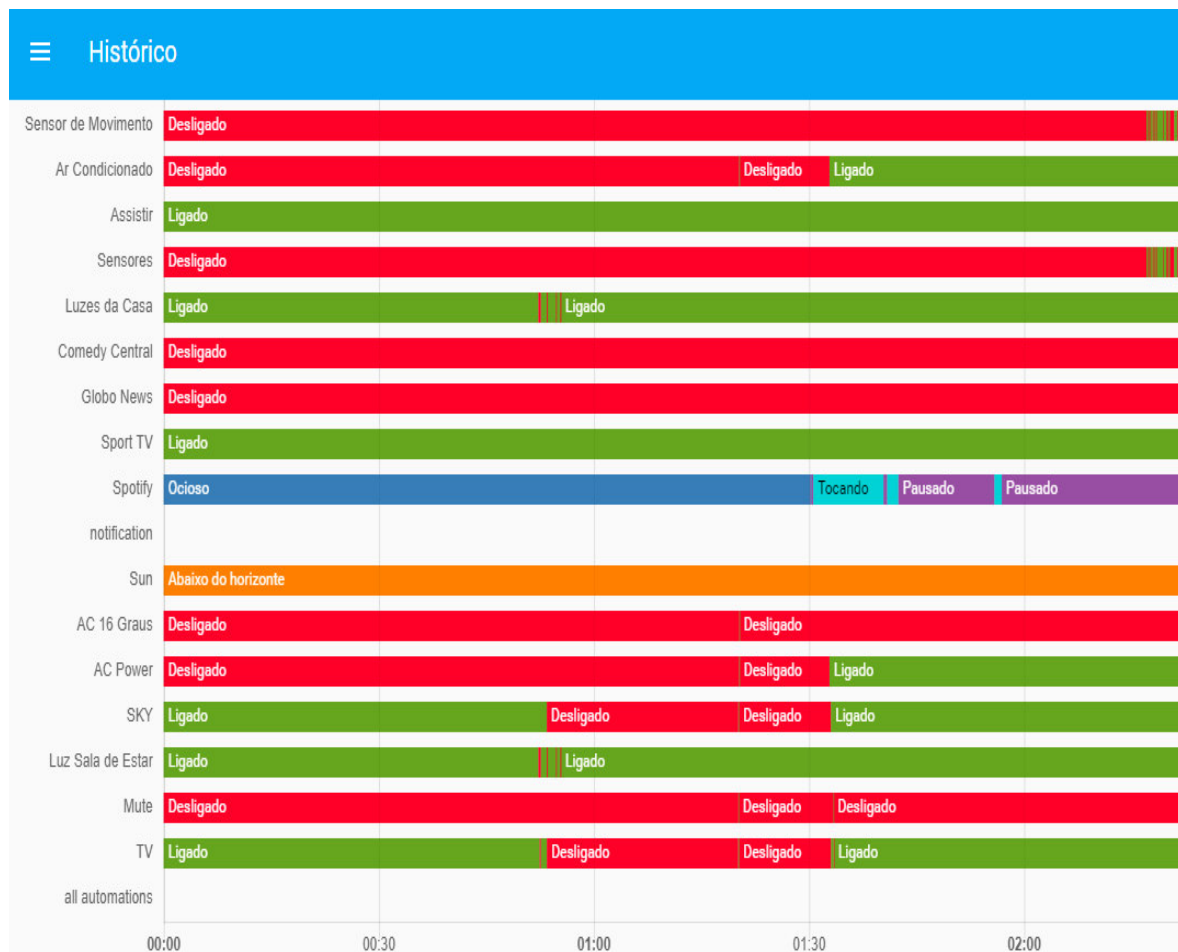 Histórico
Sensor de Movimento Desligado
Ar Condicionado Desligado Desligado Ligado
Assistir Ligado
Sensores Desligado
Luzes da Casa Ligado Ligado
Comedy Central Desligado
Globo News Desligado
Sport TV Ligado
Spotify Ocioso Tocando Pausado Pausado
notification
Sun Abaixo do horizonte
AC 16 Graus Desligado Desligado
AC Power Desligado Desligado Ligado
SKY Ligado Desligado Desligado Ligado
Luz Sala de Estar Ligado Ligado
Mute Desligado Desligado Desligado
TV Ligado Desligado Desligado Ligado
all automations
00:00 00:30 01:00 01:30 02:00